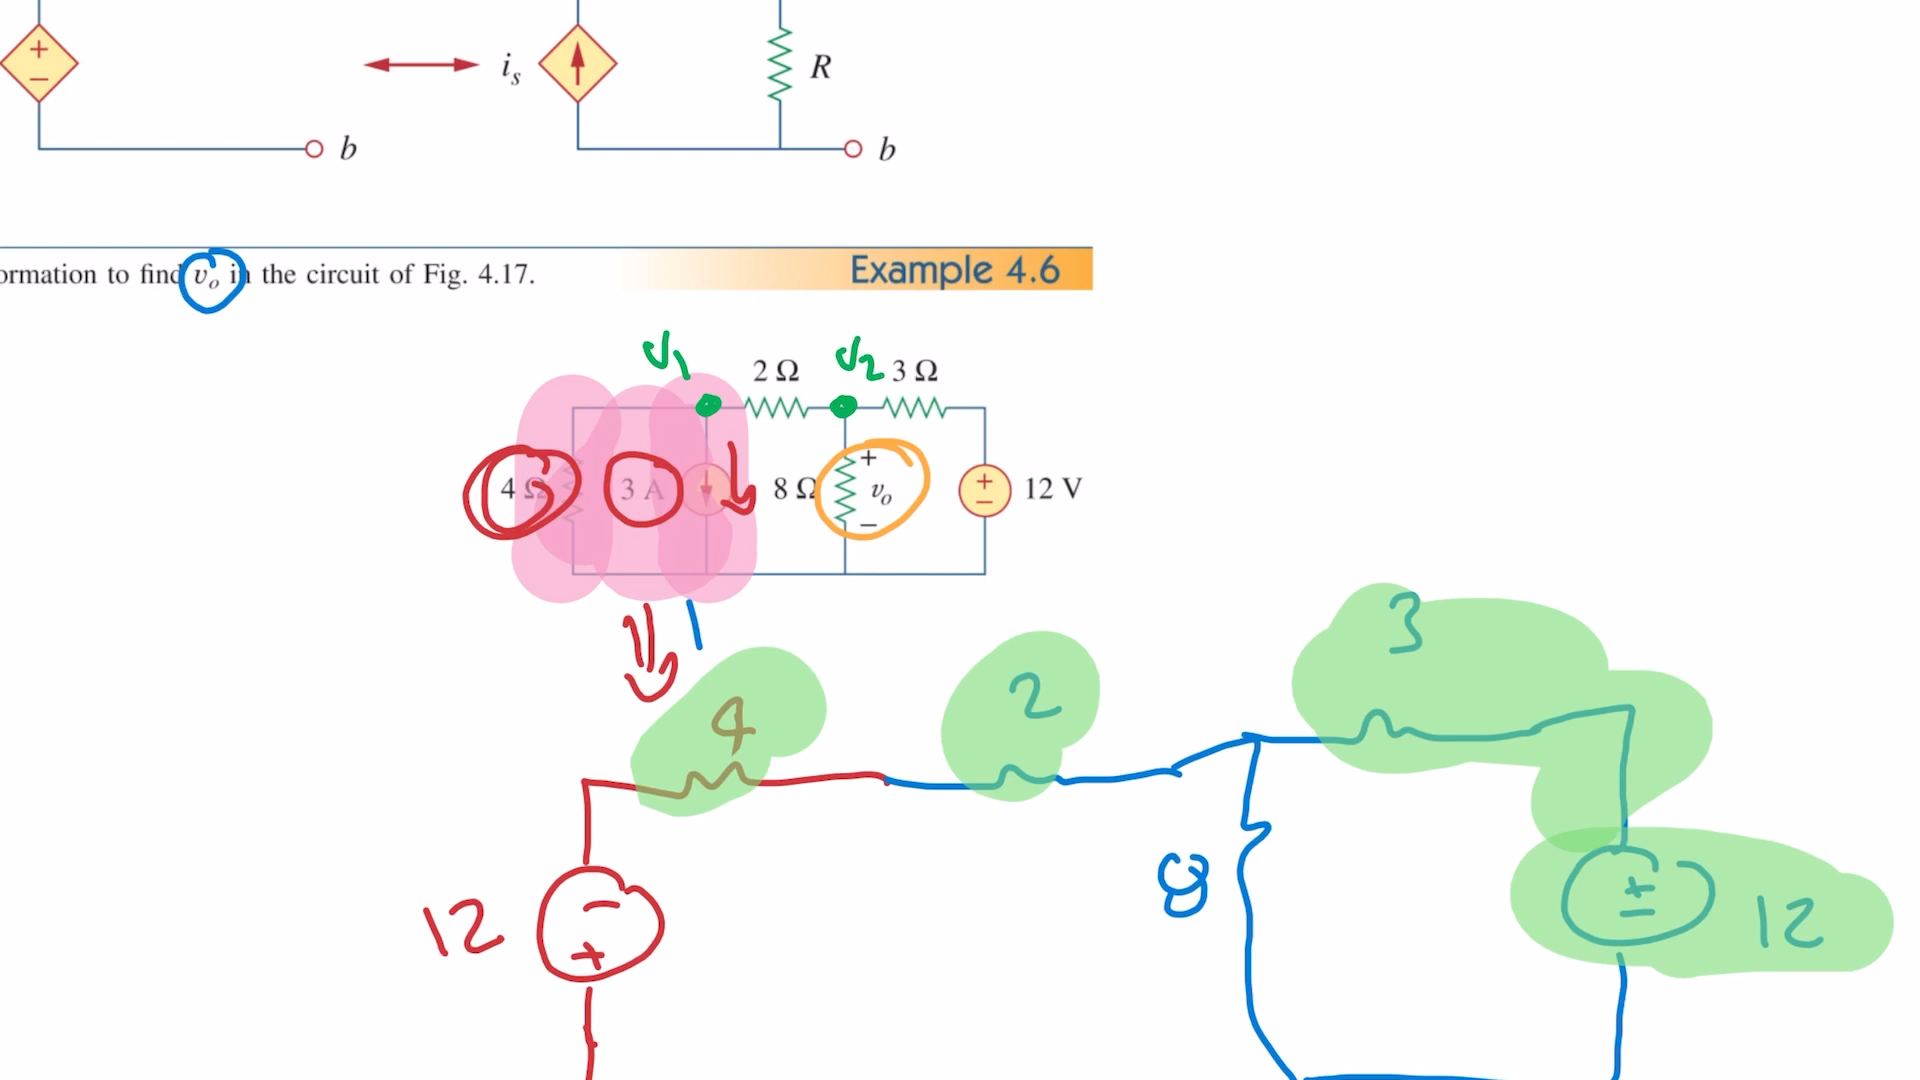 +
−
i_s
R
b
b
ormation to find v_o in the circuit of Fig. 4.17.
Example 4.6
v1
2 Ω
v2
3 Ω
4 Ω
3 A
8 Ω
+
v_o
−
+
−
12 V
4
2
3
12
−
+
8
+
−
12